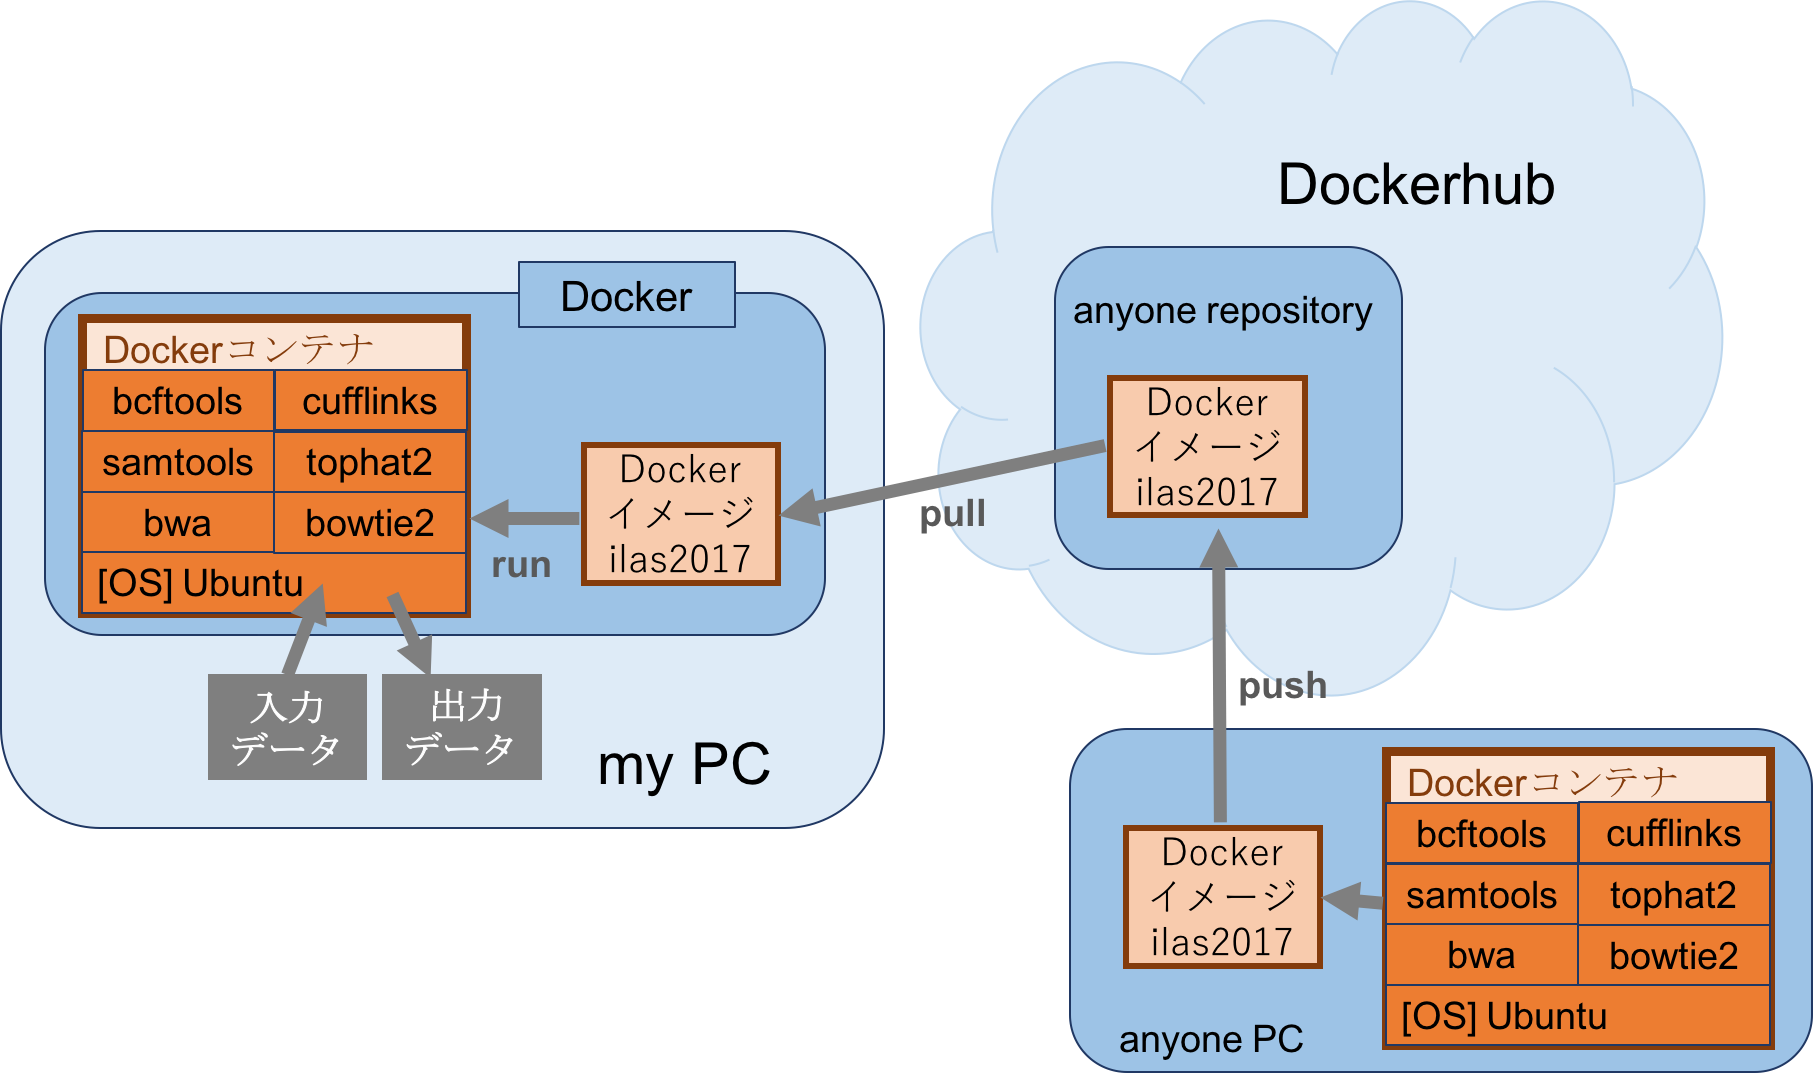 Dockerhub
anyone repository
Docker
イメージ
ilas2017
pull
push
Docker
Dockerコンテナ
bcftools
cufflinks
samtools
tophat2
bwa
bowtie2
[OS] Ubuntu
run
Docker
イメージ
ilas2017
入力
データ
出力
データ
my PC
Docker
イメージ
ilas2017
Dockerコンテナ
bcftools
cufflinks
samtools
tophat2
bwa
bowtie2
[OS] Ubuntu
anyone PC